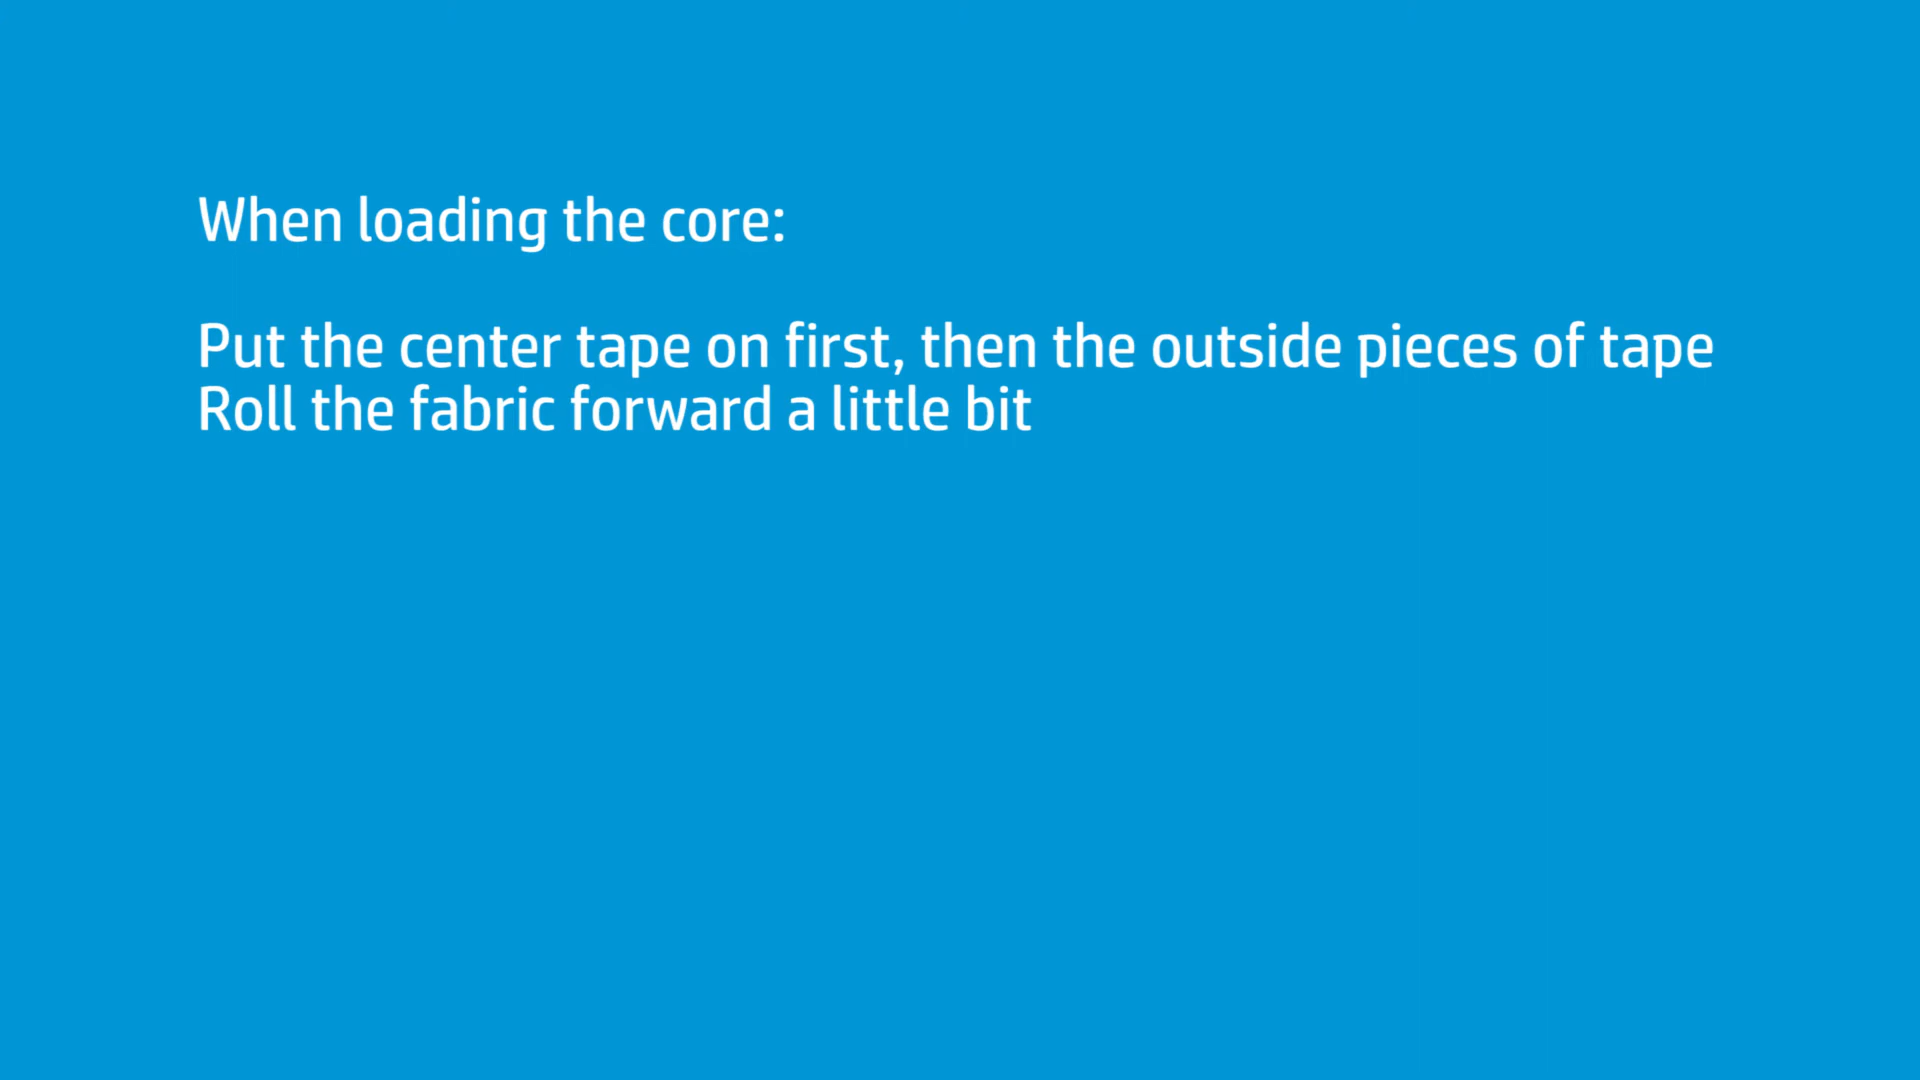 When loading the core:
Put the center tape on first, then the outside pieces of tape
Roll the fabric forward a little bit